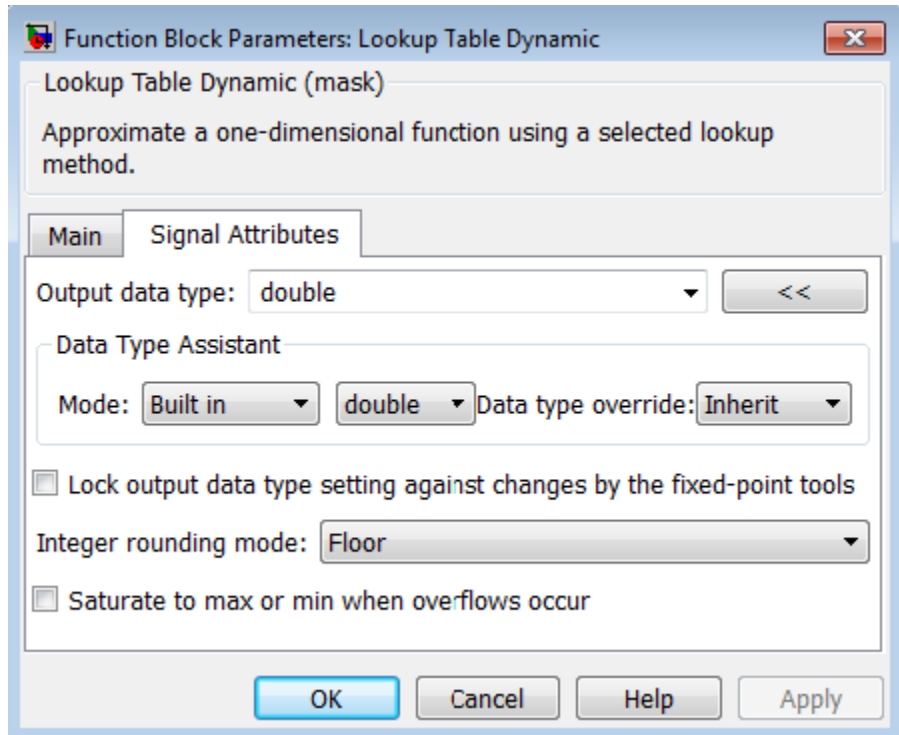 Function Block Parameters: Lookup Table Dynamic
Lookup Table Dynamic (mask)
Approximate a one-dimensional function using a selected lookup
method.
Main Signal Attributes
Output data type: double <<
Data Type Assistant
Mode: Built in double Data type override: Inherit
Lock output data type setting against changes by the fixed-point tools
Integer rounding mode: Floor
Saturate to max or min when overflows occur
OK Cancel Help Apply